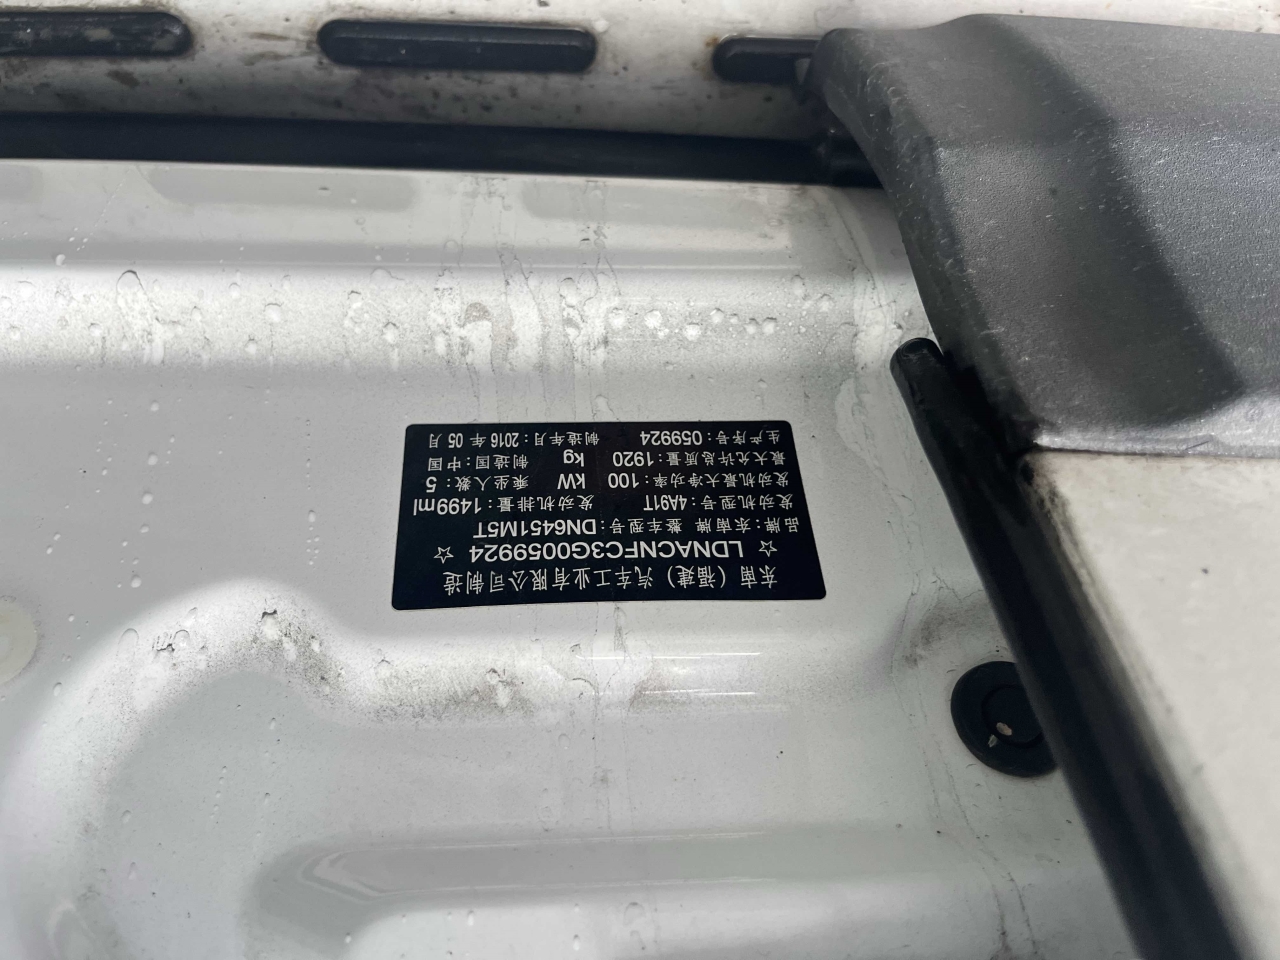 东南（福建）汽车工业有限公司制造
☆ LDNACNFC3G0059924 ☆
品牌：东南牌 整车型号：DN6451M5T
发动机型号：4A91T 发动机排量：1499ml
发动机最大净功率：100 kW 乘坐人数：5
最大允许总质量：1920 kg 制造国：中国
生产序号：059924 制造年月：2016 年 05 月